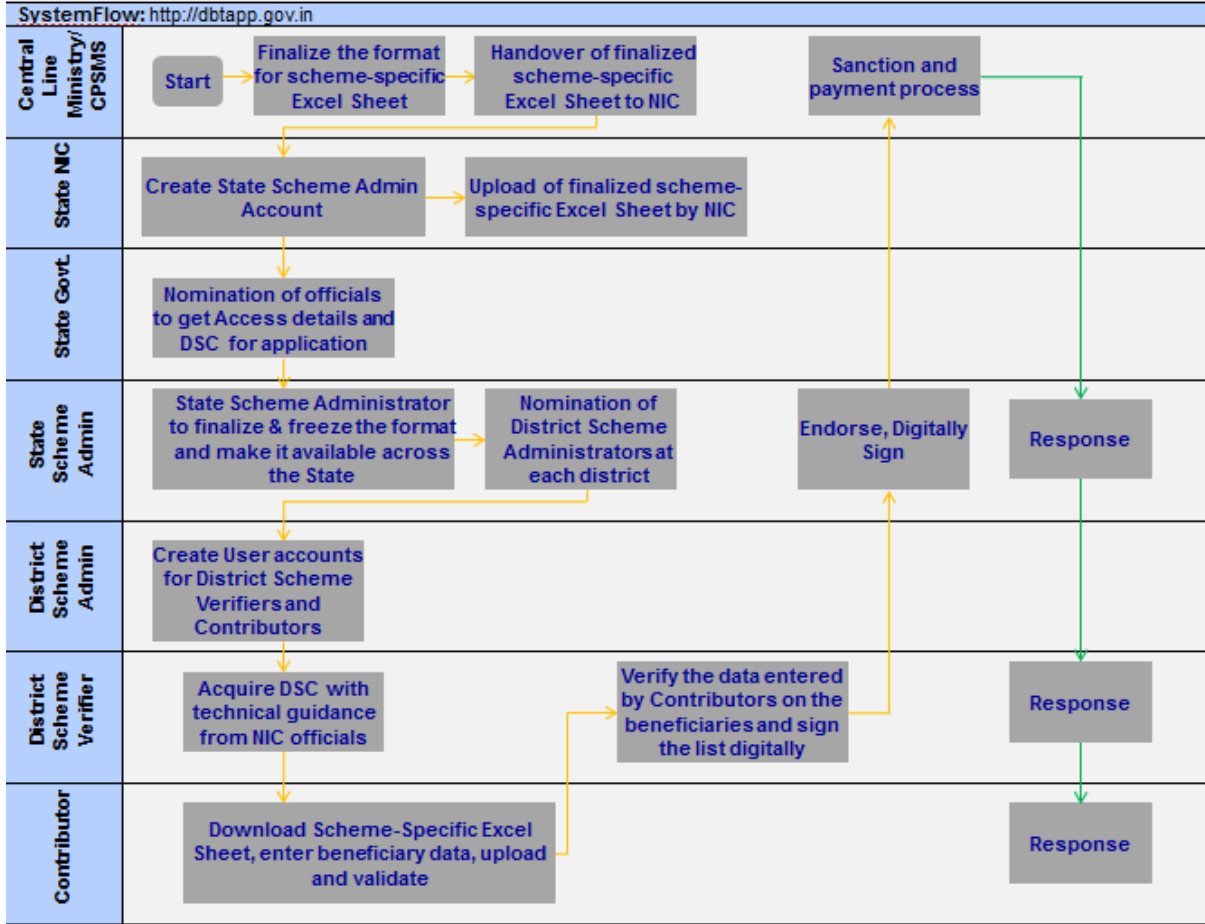 SystemFlow: http://dbtapp.gov.in
Central
Line
Ministry/
CPSMS
Start
Finalize the format
for scheme-specific
Excel Sheet
Handover of finalized
scheme-specific
Excel Sheet to NIC
Sanction and
payment process
State NIC
Create State Scheme Admin
Account
Upload of finalized scheme-
specific Excel Sheet by NIC
State Govt.
Nomination of officials
to get Access details and
DSC for application
State
Scheme
Admin
State Scheme Administrator
to finalize & freeze the format
and make it available across
the State
Nomination of
District Scheme
Administrators at
each district
Endorse, Digitally
Sign
Response
District
Scheme
Admin
Create User accounts
for District Scheme
Verifiers and
Contributors
District
Scheme
Verifier
Acquire DSC with
technical guidance
from NIC officials
Verify the data entered
by Contributors on the
beneficiaries and sign
the list digitally
Response
Contributor
Download Scheme-Specific Excel
Sheet, enter beneficiary data, upload
and validate
Response